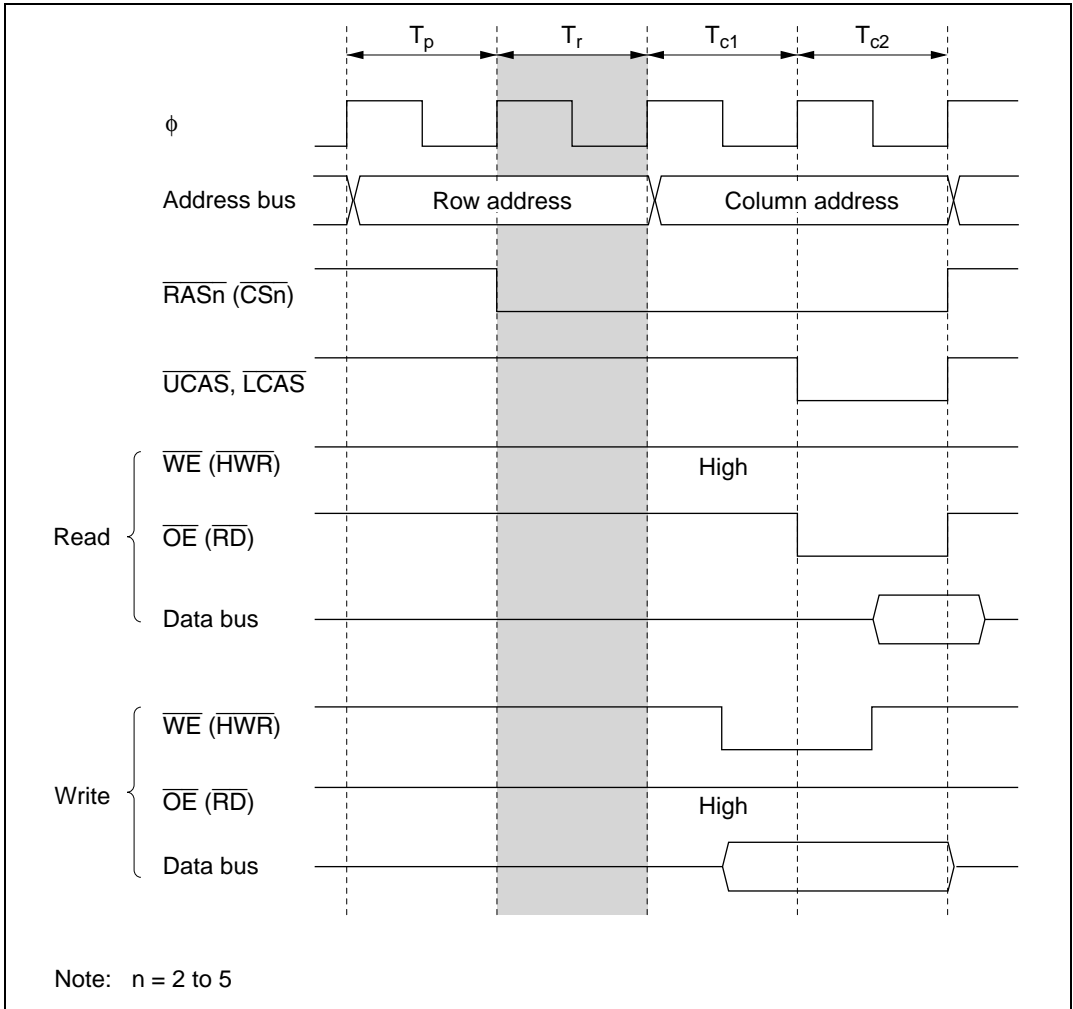 Tp Tr Tc1 Tc2
φ
Address bus Row address Column address
RASn (CSn)
UCAS, LCAS
WE (HWR) High
Read OE (RD)
Data bus
WE (HWR)
Write OE (RD) High
Data bus
Note: n = 2 to 5